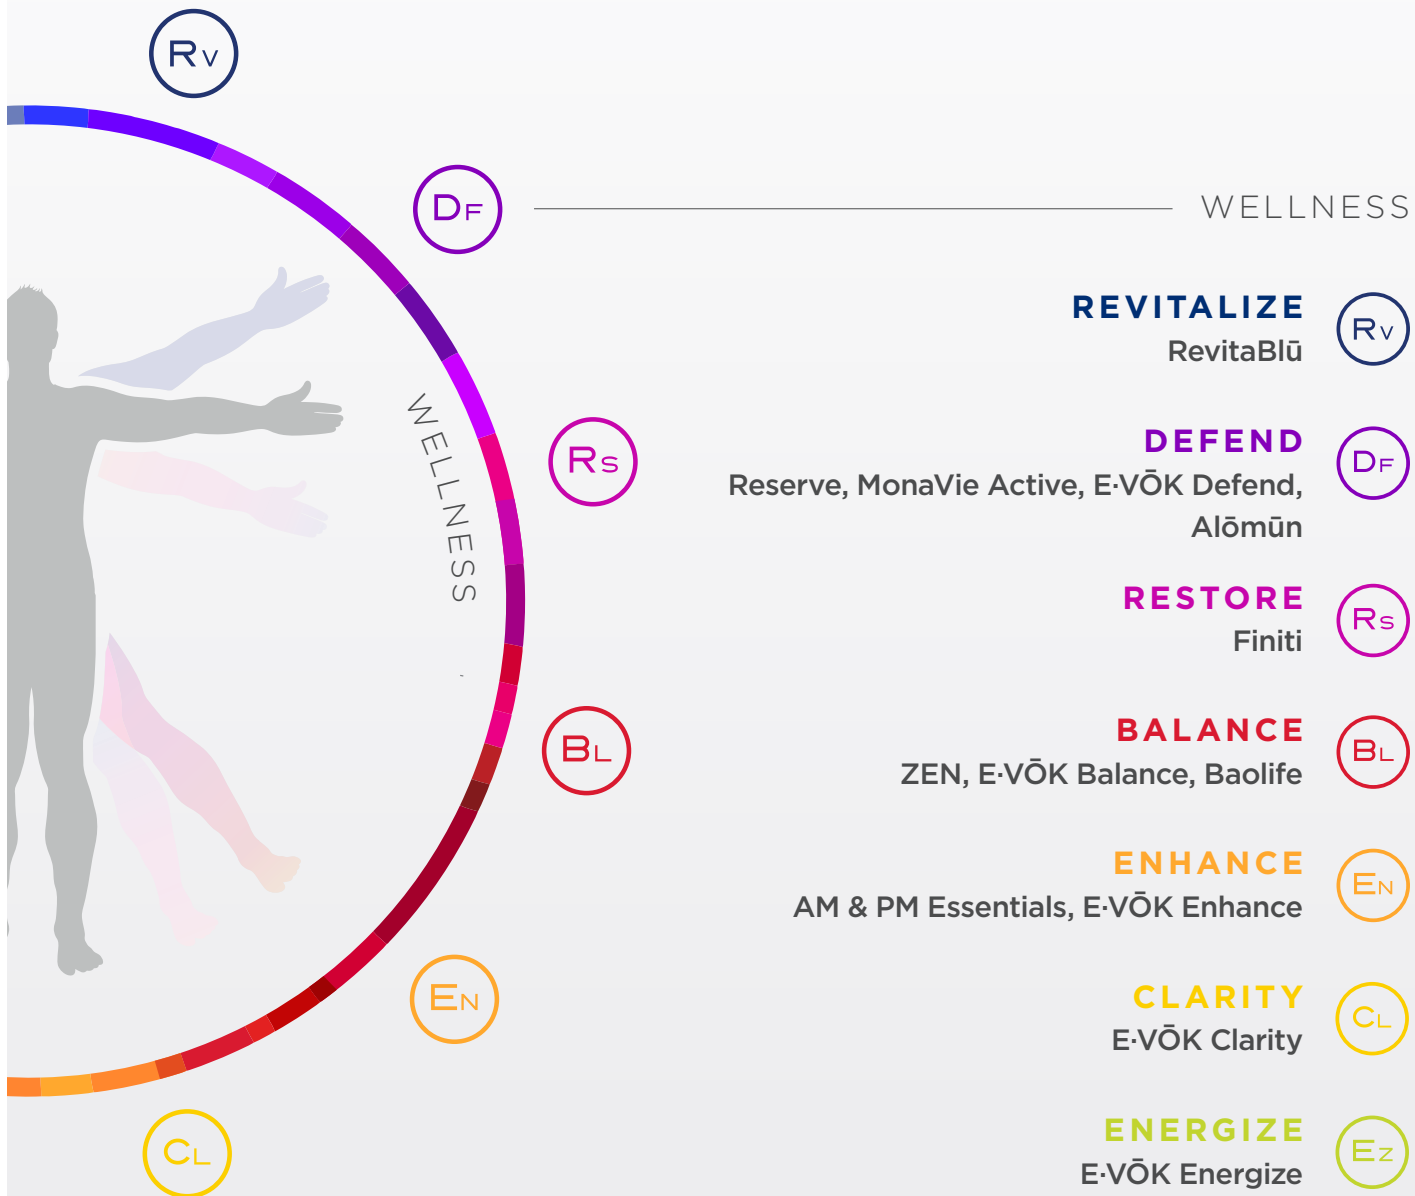 Rv
DF
WELLNESS
REVITALIZE
Rv
RevitaBlū
DEFEND
DF
Reserve, MonaVie Active, E·VŌK Defend,
Alōmūn
WELLNESS
Rs
RESTORE
Rs
Finiti
BL
BALANCE
BL
ZEN, E·VŌK Balance, Baolife
ENHANCE
EN
AM & PM Essentials, E·VŌK Enhance
EN
CLARITY
CL
E·VŌK Clarity
CL
ENERGIZE
Ez
E·VŌK Energize